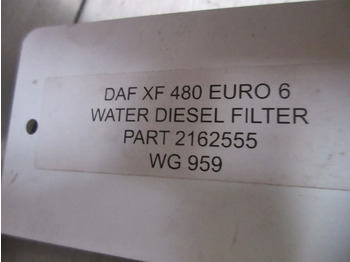 DAF XF 480 EURO 6
WATER DIESEL FILTER
PART 2162555
WG 959